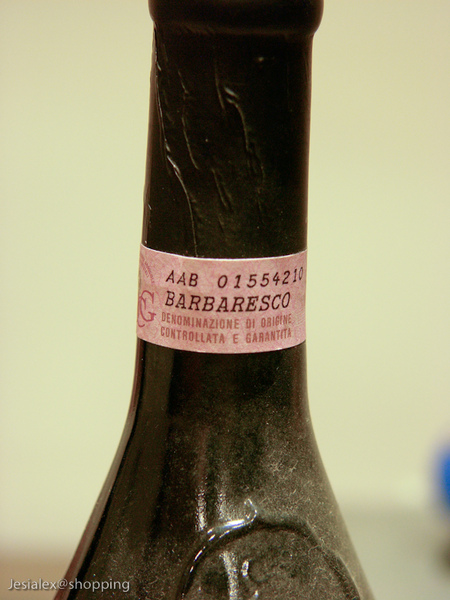 AAB 01554210
BARBARESCO
G DENOMINAZIONE DI ORIGINE
CONTROLLATA E GARANTITA
Jesialex@shopping